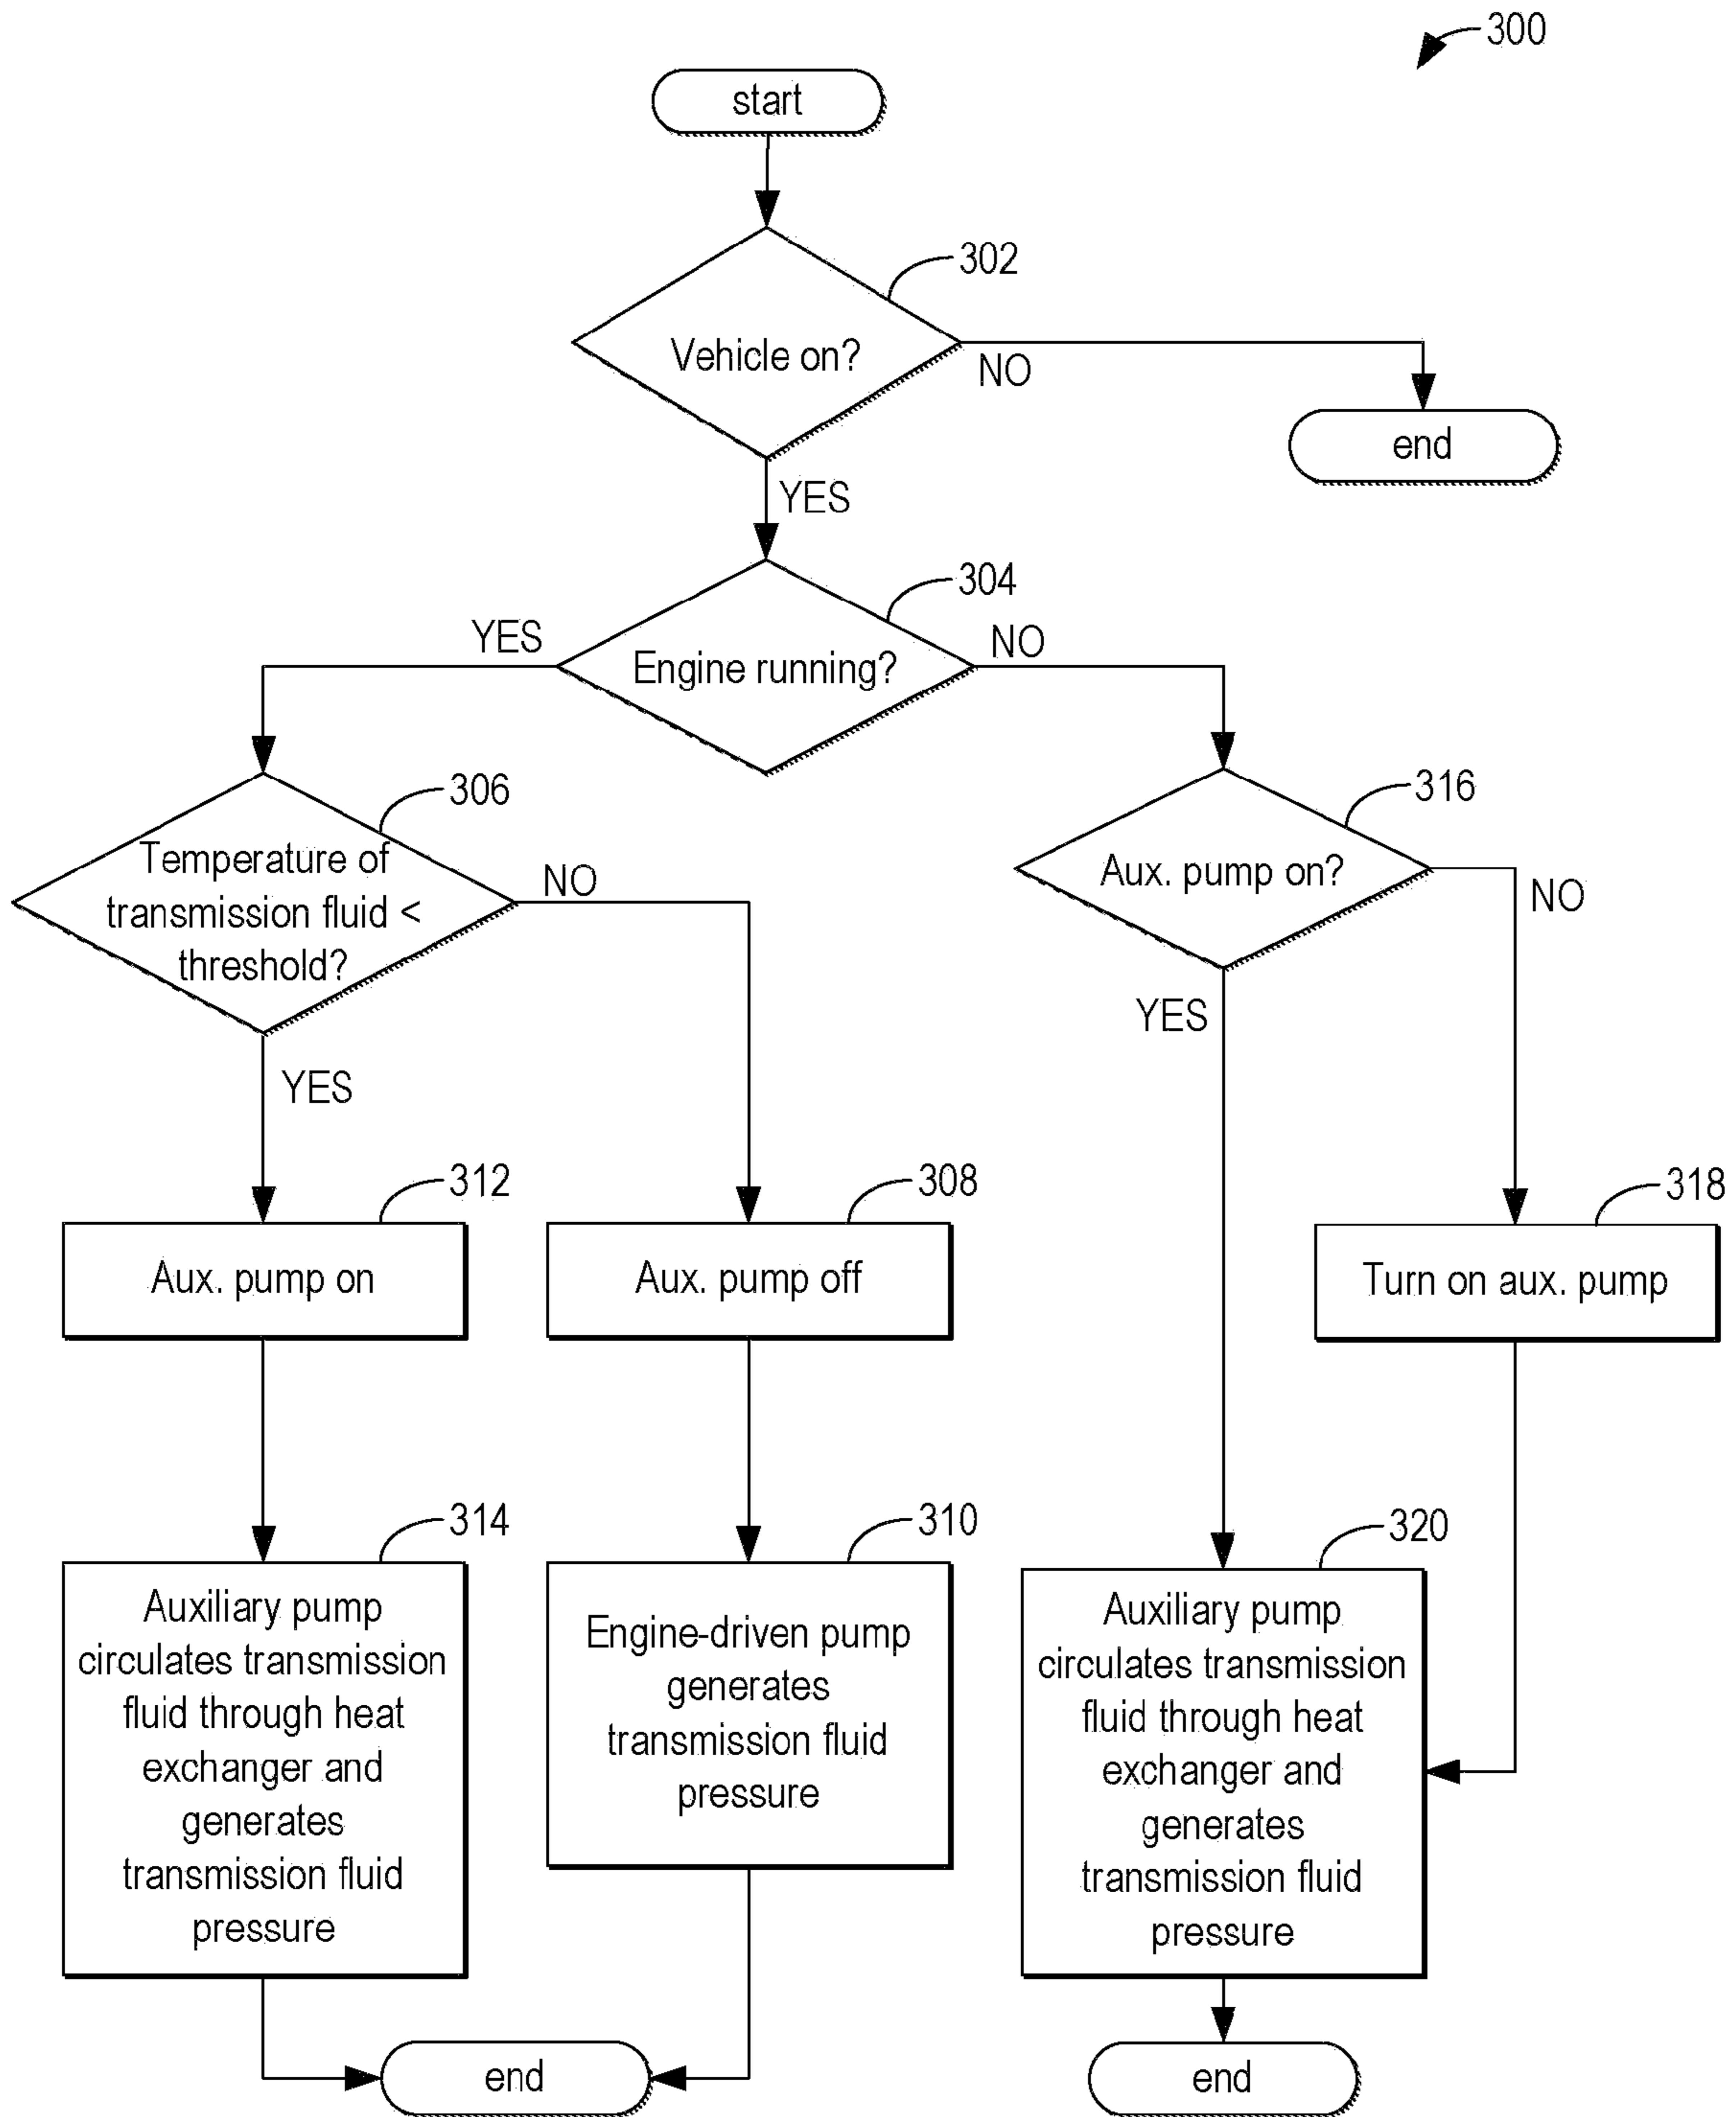 300
start
302
Vehicle on?
NO
end
YES
304
YES
NO
Engine running?
306
Temperature of
transmission fluid <
threshold?
NO
YES
316
Aux. pump on?
NO
YES
312
Aux. pump on
308
Aux. pump off
318
Turn on aux. pump
314
Auxiliary pump
circulates transmission
fluid through heat
exchanger and
generates
transmission fluid
pressure
310
Engine-driven pump
generates
transmission fluid
pressure
320
Auxiliary pump
circulates transmission
fluid through heat
exchanger and
generates
transmission fluid
pressure
end
end